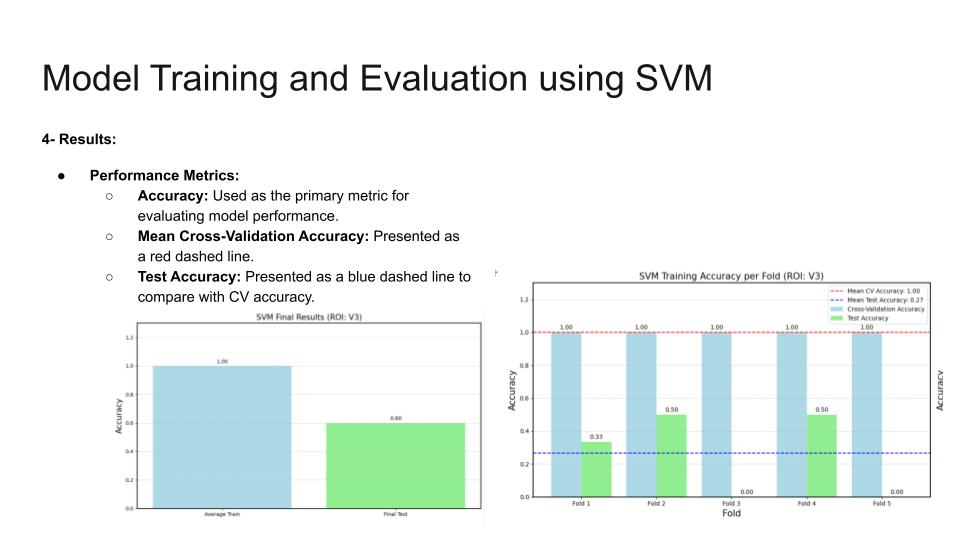 Model Training and Evaluation using SVM
4- Results:
● Performance Metrics:
○ Accuracy: Used as the primary metric for
evaluating model performance.
○ Mean Cross-Validation Accuracy: Presented as
a red dashed line.
○ Test Accuracy: Presented as a blue dashed line to
compare with CV accuracy.
SVM Final Results (ROI: V3)
1.2
1.0
0.8
0.6
0.4
0.2
0.0
Accuracy
1.00
0.60
Average Train
Final Test
SVM Training Accuracy per Fold (ROI: V3)
Mean CV Accuracy: 1.00
Mean Test Accuracy: 0.27
Cross-Validation Accuracy
Test Accuracy
1.2
1.0
0.8
0.6
0.4
0.2
0.0
Accuracy
1.00 1.00 1.00 1.00 1.00
0.33 0.50 0.00 0.50 0.00
Fold 1 Fold 2 Fold 3 Fold 4 Fold 5
Fold
Accuracy